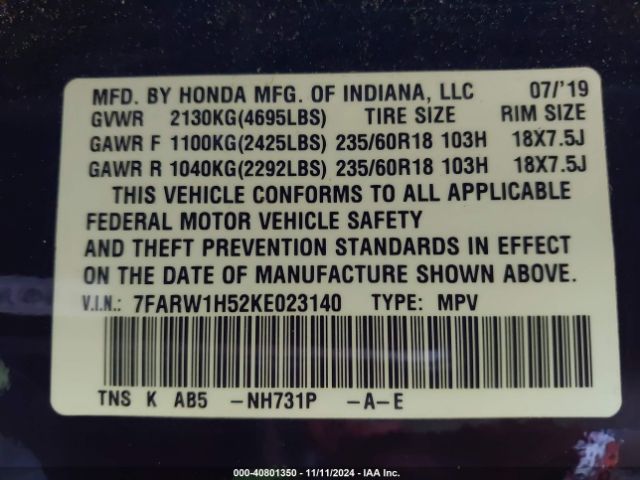 MFD. BY HONDA MFG. OF INDIANA, LLC 07/'19
GVWR 2130KG(4695LBS) TIRE SIZE RIM SIZE
GAWR F 1100KG(2425LBS) 235/60R18 103H 18X7.5J
GAWR R 1040KG(2292LBS) 235/60R18 103H 18X7.5J
THIS VEHICLE CONFORMS TO ALL APPLICABLE
FEDERAL MOTOR VEHICLE SAFETY
AND THEFT PREVENTION STANDARDS IN EFFECT
ON THE DATE OF MANUFACTURE SHOWN ABOVE.
V.I.N.: 7FARW1H52KE023140 TYPE: MPV
TNS K AB5 -NH731P -A-E
000-40801350 - 11/11/2024 - IAA Inc.